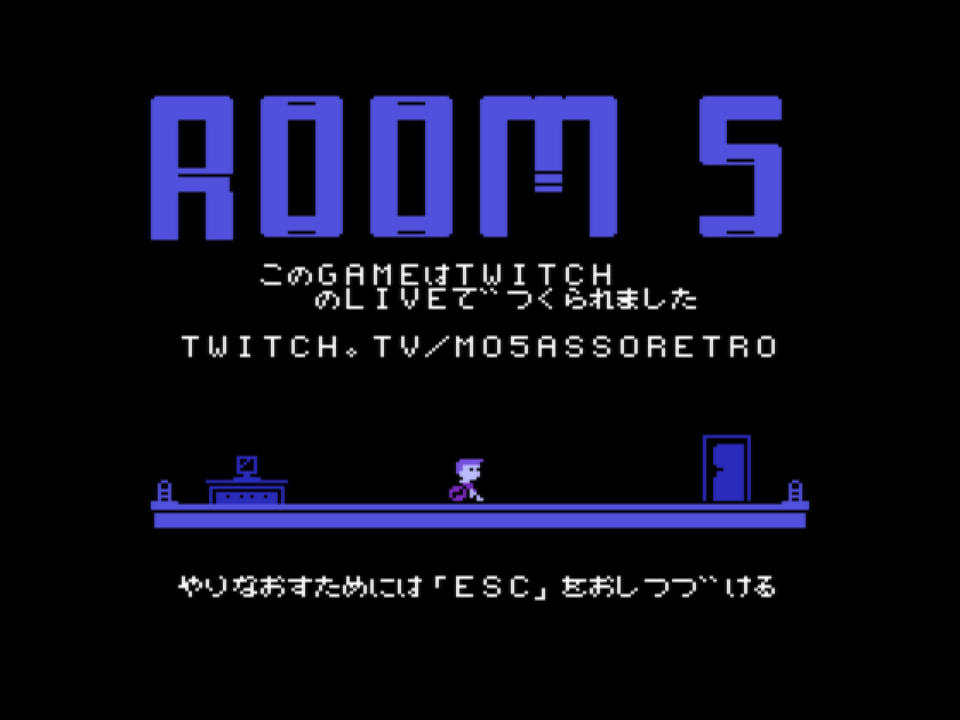 ROOM 5
このGAMEはTWITCH
のLIVEで゛つくられました
TWITCH。TV/MO5ASSORETRO
やりなおすためには「ESC」をおしつづ゛ける